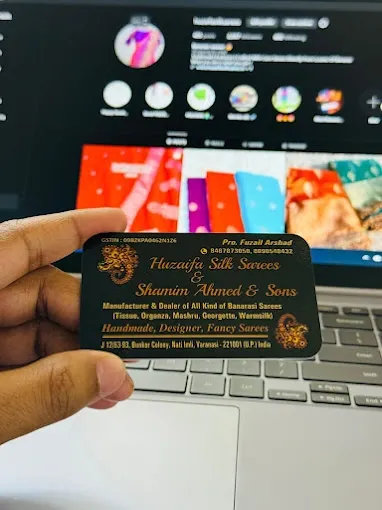 GSTIN : 09BZKPA0662N1Z6
Pro. Fuzail Arshad
8467873050, 8090548432
Huzaifa Silk Sarees
&
Shamim Ahmed & Sons
Manufacturer & Dealer of All Kind of Banarasi Sarees
(Tissue, Organza, Mashru, Georgette, Warmsilk)
Handmade, Designer, Fancy Sarees
J 12/63-93, Bunkar Colony, Nati Imli, Varanasi - 221001 (U.P.) India